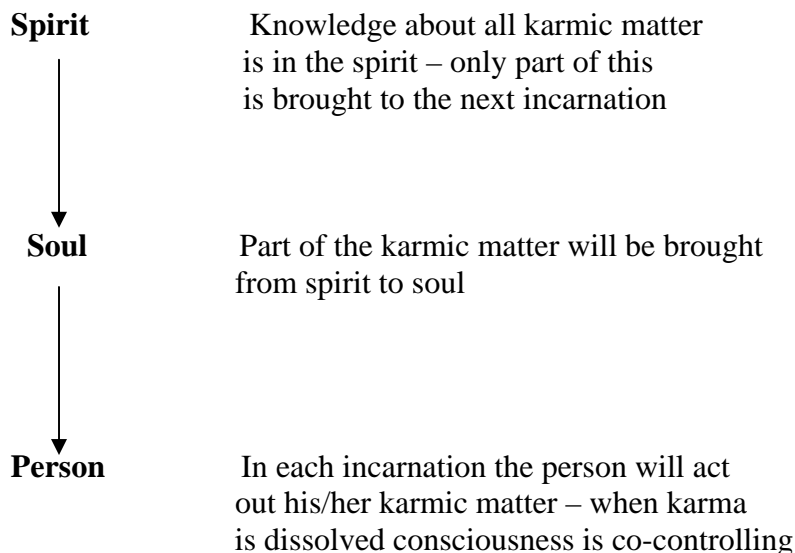 Spirit Knowledge about all karmic matter
is in the spirit – only part of this
is brought to the next incarnation
Soul Part of the karmic matter will be brought
from spirit to soul
Person In each incarnation the person will act
out his/her karmic matter – when karma
is dissolved consciousness is co-controlling